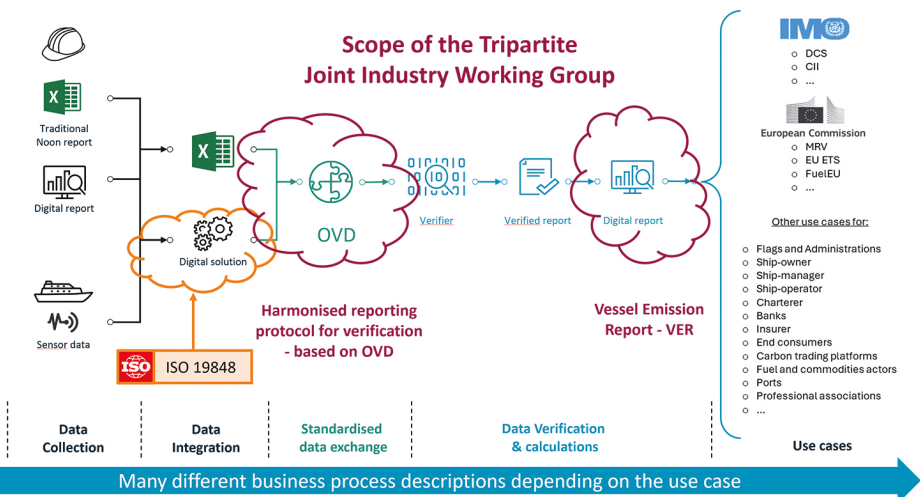 Scope of the Tripartite
Joint Industry Working Group
Traditional
Noon report
Digital report
Sensor data
Digital solution
ISO
ISO 19848
OVD
Harmonised reporting
protocol for verification
- based on OVD
Verifier
Verified report
Digital report
Vessel Emission
Report - VER
IMO
o DCS
o CII
o ...
European Commission
o MRV
o EU ETS
o FuelEU
o ...
Other use cases for:
o Flags and Administrations
o Ship-owner
o Ship-manager
o Ship-operator
o Charterer
o Banks
o Insurer
o End consumers
o Carbon trading platforms
o Fuel and commodities actors
o Ports
o Professional associations
o ...
Data
Collection
Data
Integration
Standardised
data exchange
Data Verification
& calculations
Use cases
Many different business process descriptions depending on the use case